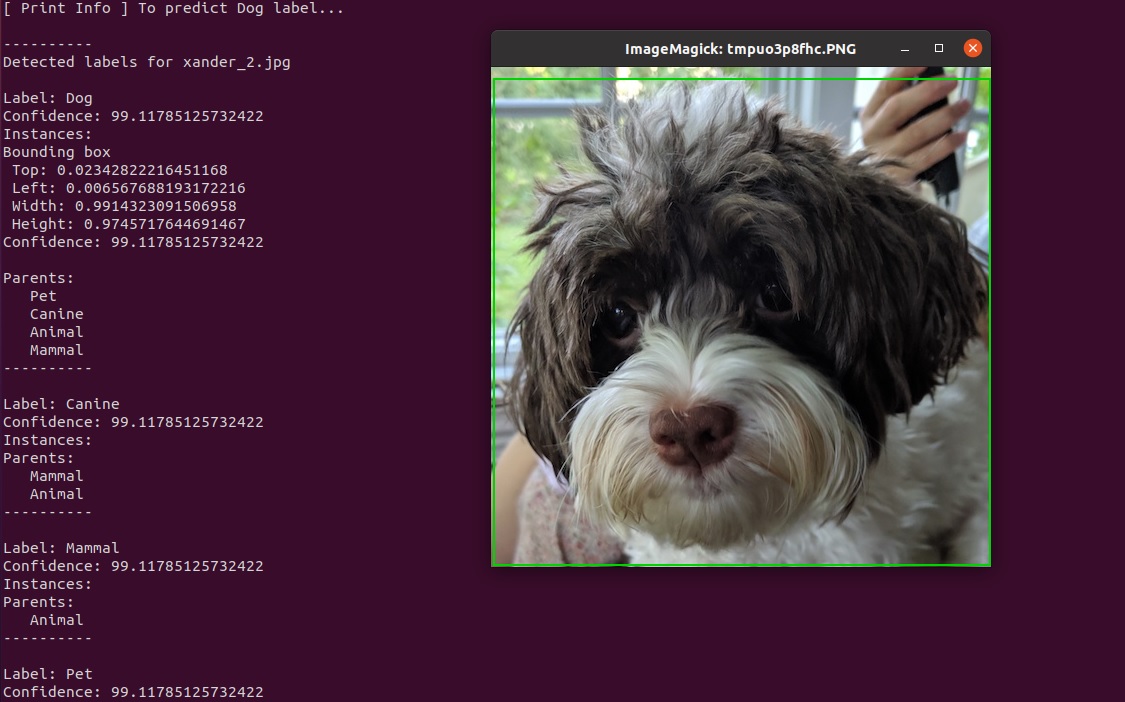 [ Print Info ] To predict Dog label...
----------
Detected labels for xander_2.jpg
Label: Dog
Confidence: 99.11785125732422
Instances:
Bounding box
Top: 0.02342822216451168
Left: 0.006567688193172216
Width: 0.9914323091506958
Height: 0.9745717644691467
Confidence: 99.11785125732422
Parents:
Pet
Canine
Animal
Mammal
----------
Label: Canine
Confidence: 99.11785125732422
Instances:
Parents:
Mammal
Animal
----------
Label: Mammal
Confidence: 99.11785125732422
Instances:
Parents:
Animal
----------
Label: Pet
Confidence: 99.11785125732422
ImageMagick: tmpuo3p8fhc.PNG